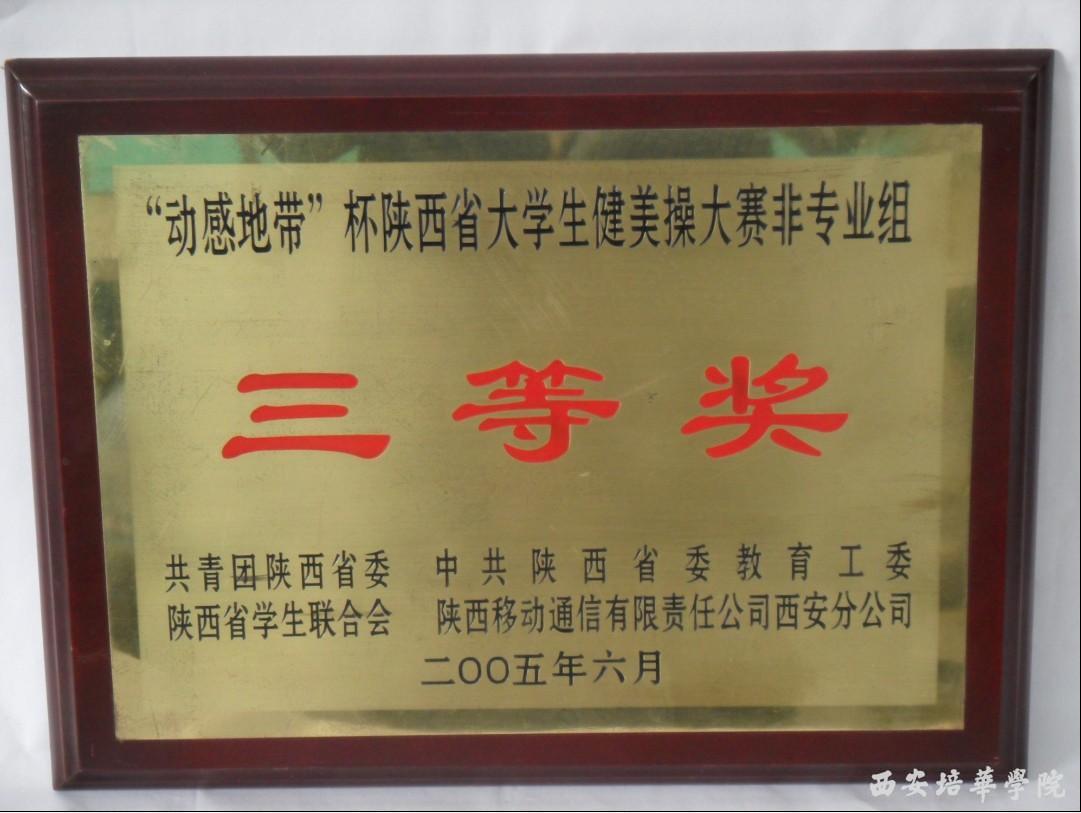 “动感地带”杯陕西省大学生健美操大赛非专业组
三等奖
共青团陕西省委 中共陕西省委教育工委
陕西省学生联合会 陕西移动通信有限责任公司西安分公司
二〇〇五年六月
西安培華學院